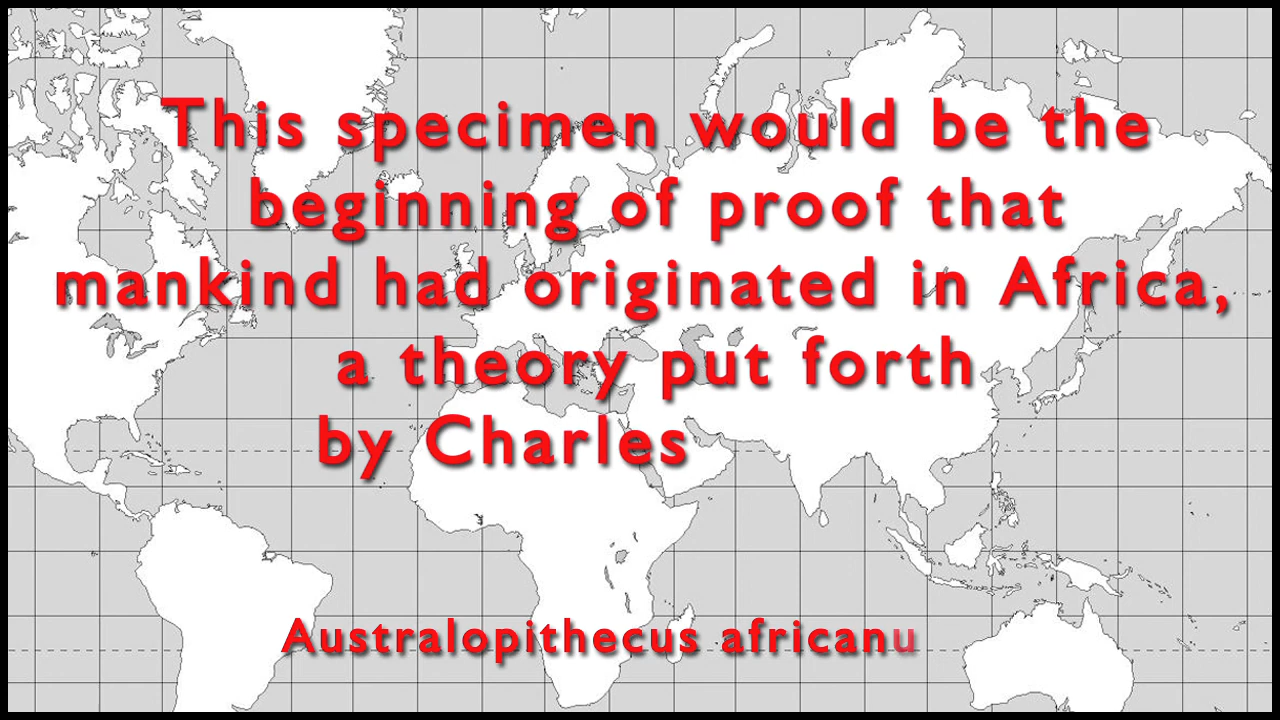 This specimen would be the
beginning of proof that
mankind had originated in Africa,
a theory put forth
by Charles
Australopithecus africanu